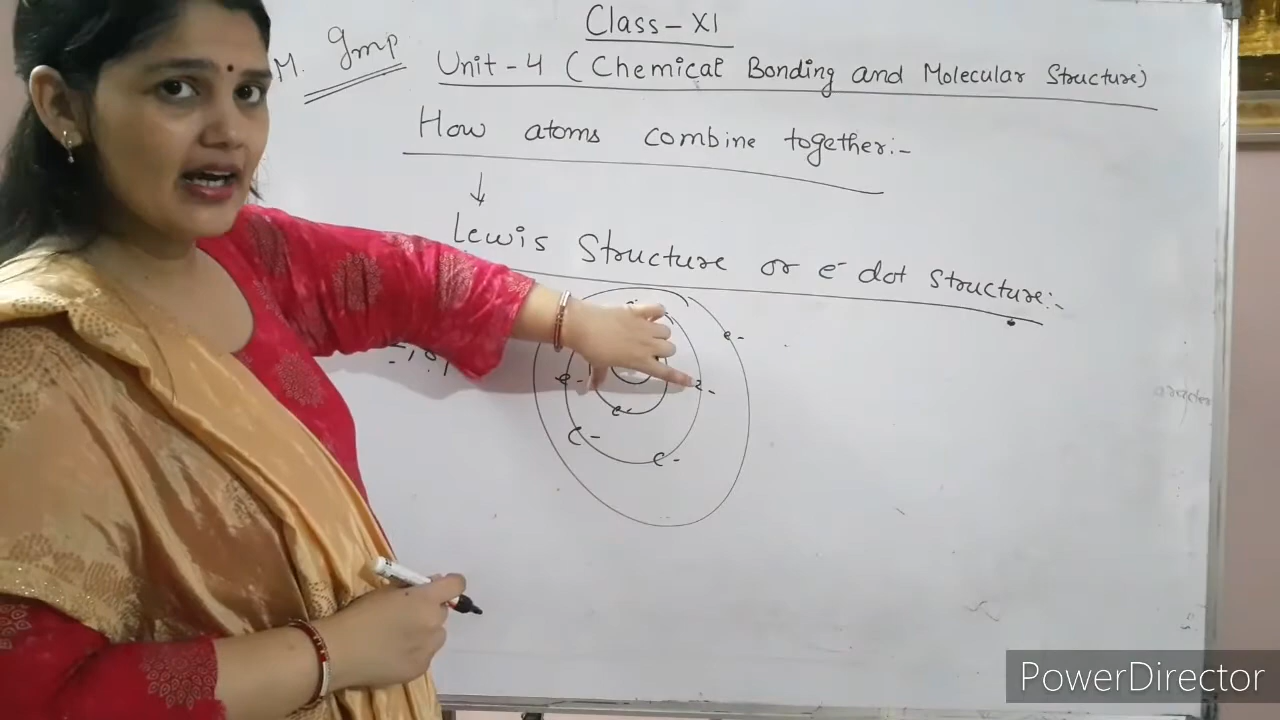 Class - XI
M. Imp
Unit - 4 (Chemical Bonding and Molecular Structure)
How atoms combine together:-
↓
Lewis Structure or e- dot structure:-
e-
e-
e-
e-
e-
e-
PowerDirector